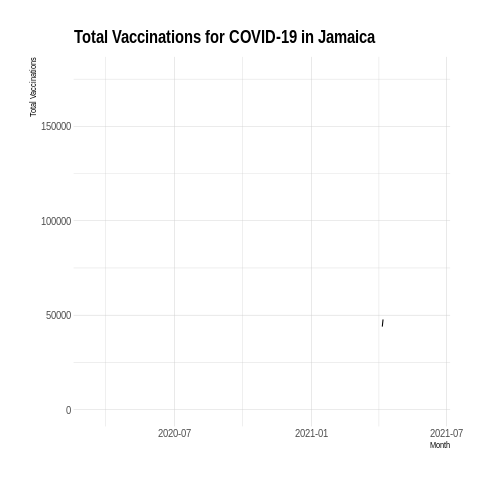 Total Vaccinations for COVID-19 in Jamaica
Total Vaccinations
150000
100000
50000
0
2020-07
2021-01
2021-07
Month